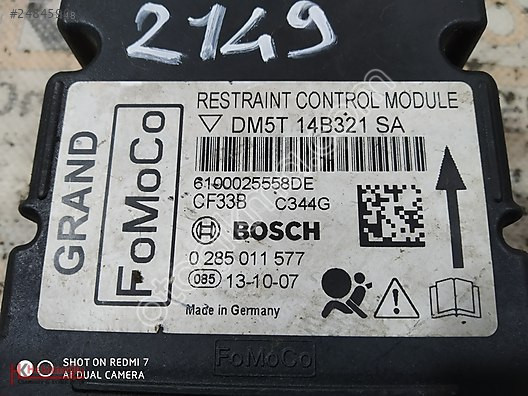 2149
GRAND
FoMoCo
RESTRAINT CONTROL MODULE
DM5T 14B321 SA
6100025558DE
CF33B C344G
BOSCH
0 285 011 577
085 13-10-07
Made in Germany
FoMoCo
SHOT ON REDMI 7
AI DUAL CAMERA